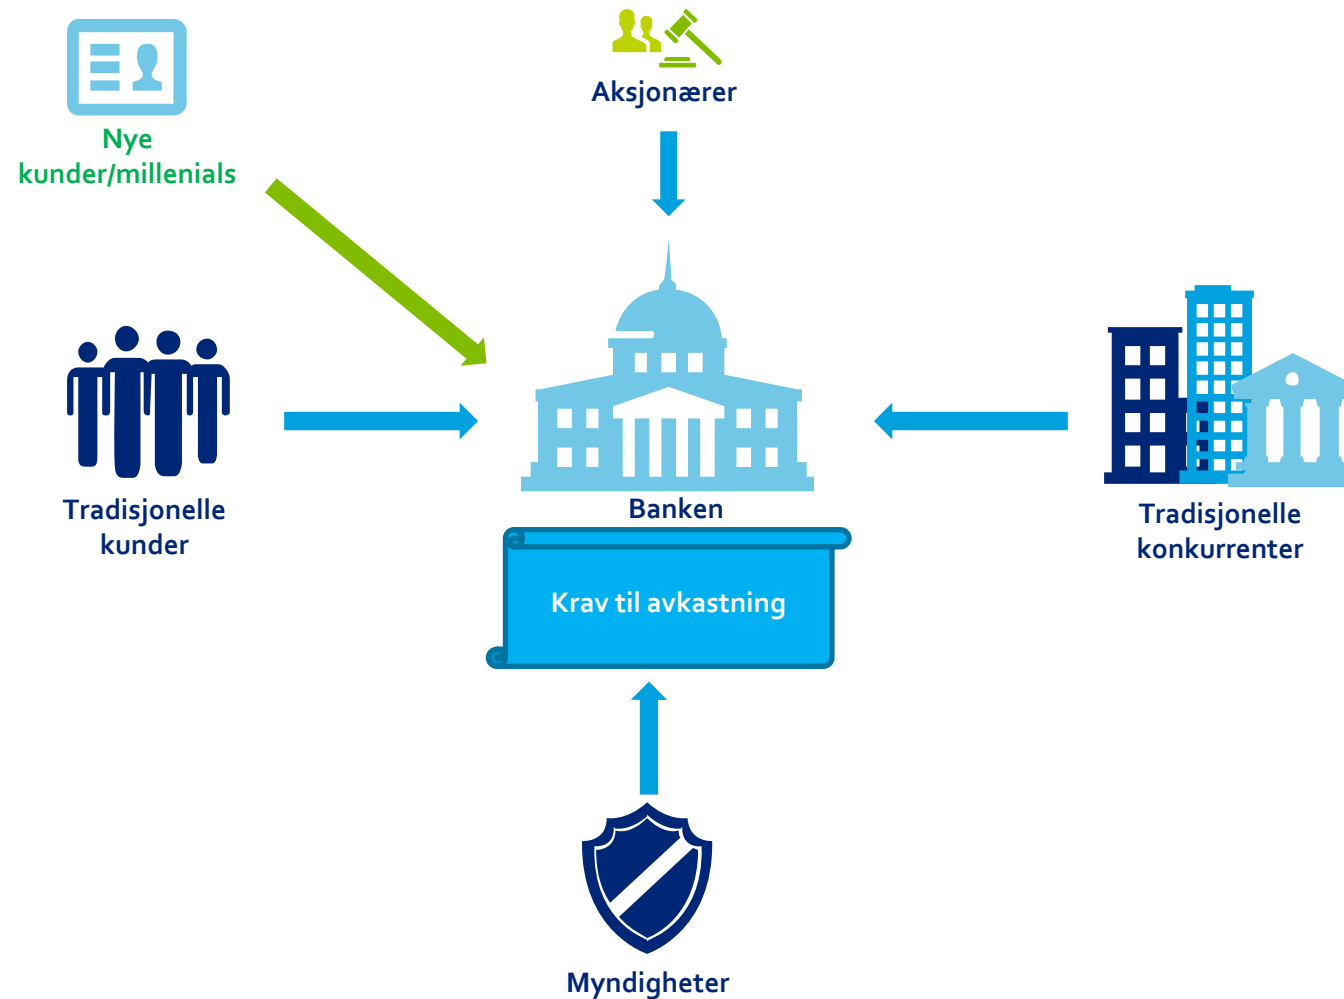 Aksjonærer
Nye
kunder/millenials
Tradisjonelle
kunder
Banken
Krav til avkastning
Tradisjonelle
konkurrenter
Myndigheter